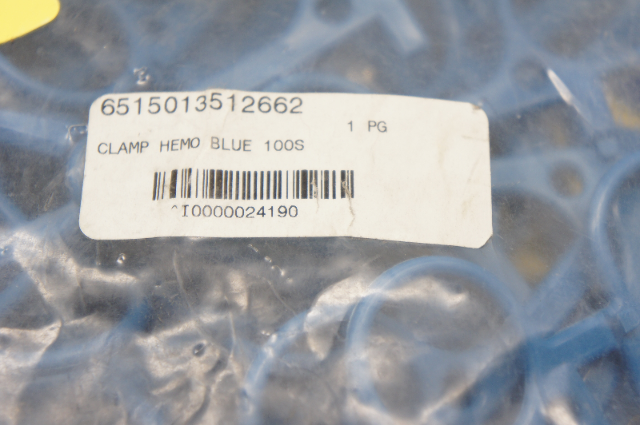 6515013512662
1 PG
CLAMP HEMO BLUE 100S
^I0000024190